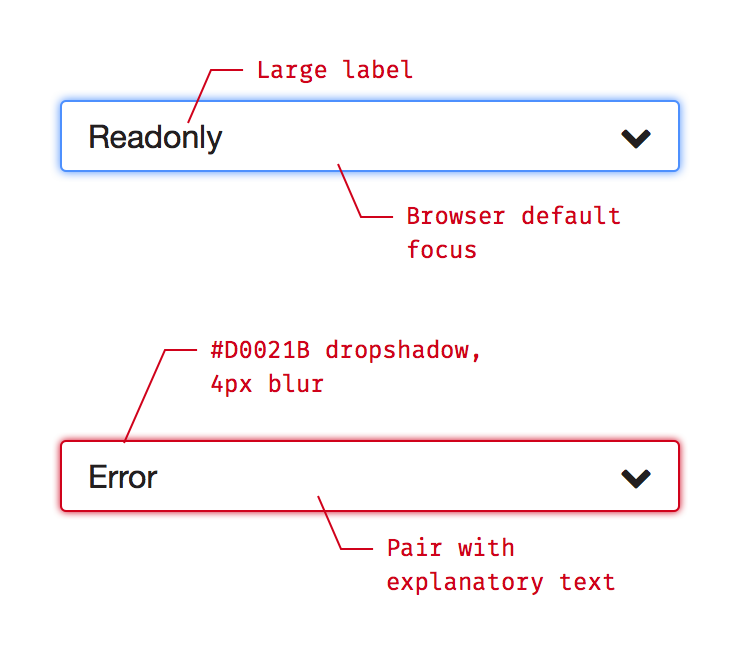 Large label
Readonly
Browser default
focus
#D0021B dropshadow,
4px blur
Error
Pair with
explanatory text